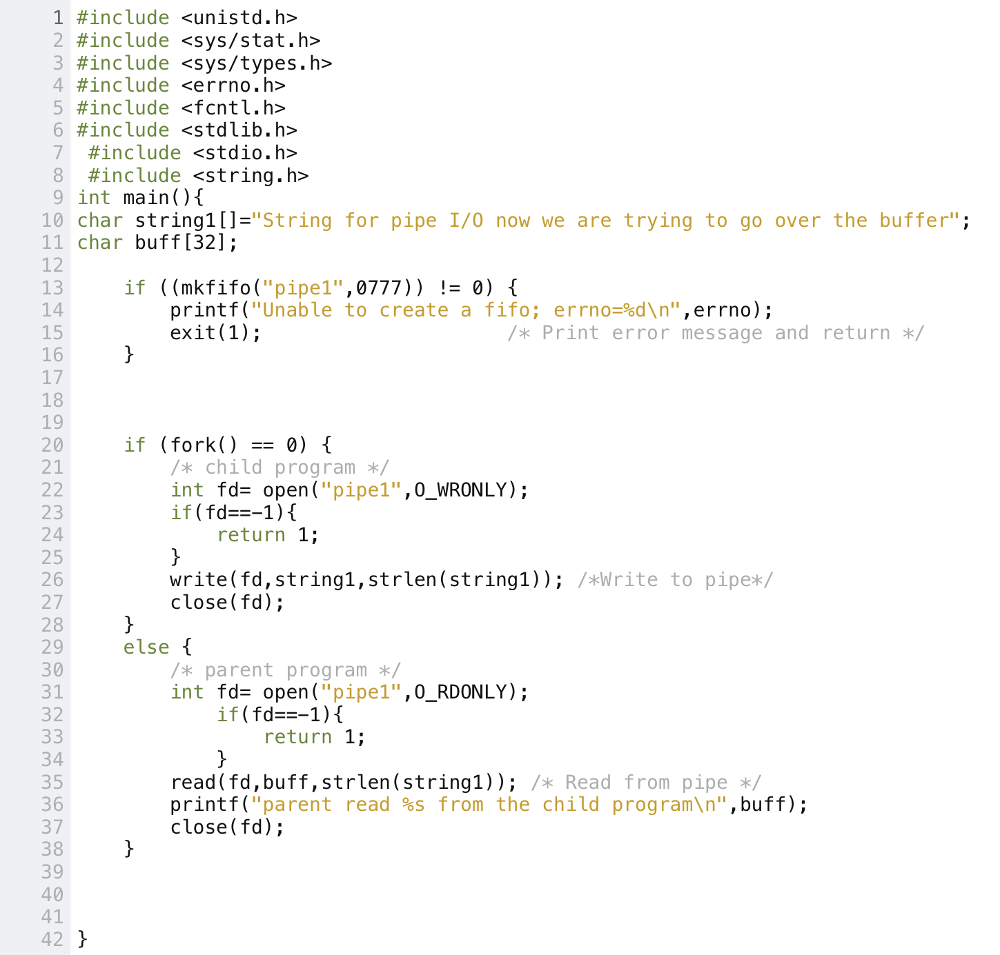 1 #include <unistd.h>
2 #include <sys/stat.h>
3 #include <sys/types.h>
4 #include <errno.h>
5 #include <fcntl.h>
6 #include <stdlib.h>
7  #include <stdio.h>
8  #include <string.h>
9 int main(){
10 char string1[]="String for pipe I/O now we are trying to go over the buffer";
11 char buff[32];
12
13     if ((mkfifo("pipe1",0777)) != 0) {
14         printf("Unable to create a fifo; errno=%d\n",errno);
15         exit(1);                     /* Print error message and return */
16     }
17
18
19
20     if (fork() == 0) {
21         /* child program */
22         int fd= open("pipe1",O_WRONLY);
23         if(fd==-1){
24             return 1;
25         }
26         write(fd,string1,strlen(string1)); /*Write to pipe*/
27         close(fd);
28     }
29     else {
30         /* parent program */
31         int fd= open("pipe1",O_RDONLY);
32             if(fd==-1){
33                 return 1;
34             }
35         read(fd,buff,strlen(string1)); /* Read from pipe */
36         printf("parent read %s from the child program\n",buff);
37         close(fd);
38     }
39
40
41
42 }